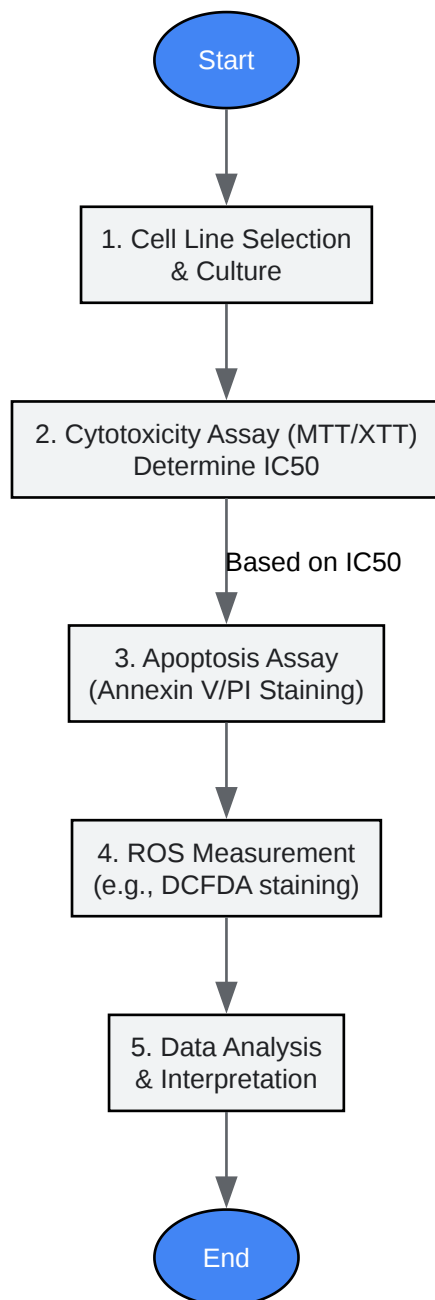 Start
1. Cell Line Selection
& Culture
2. Cytotoxicity Assay (MTT/XTT)
Determine IC50
Based on IC50
3. Apoptosis Assay
(Annexin V/PI Staining)
4. ROS Measurement
(e.g., DCFDA staining)
5. Data Analysis
& Interpretation
End